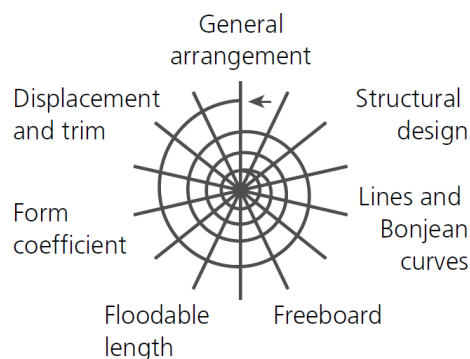 General
arrangement
Displacement
and trim
Structural
design
Form
coefficient
Lines and
Bonjean
curves
Floodable
length
Freeboard